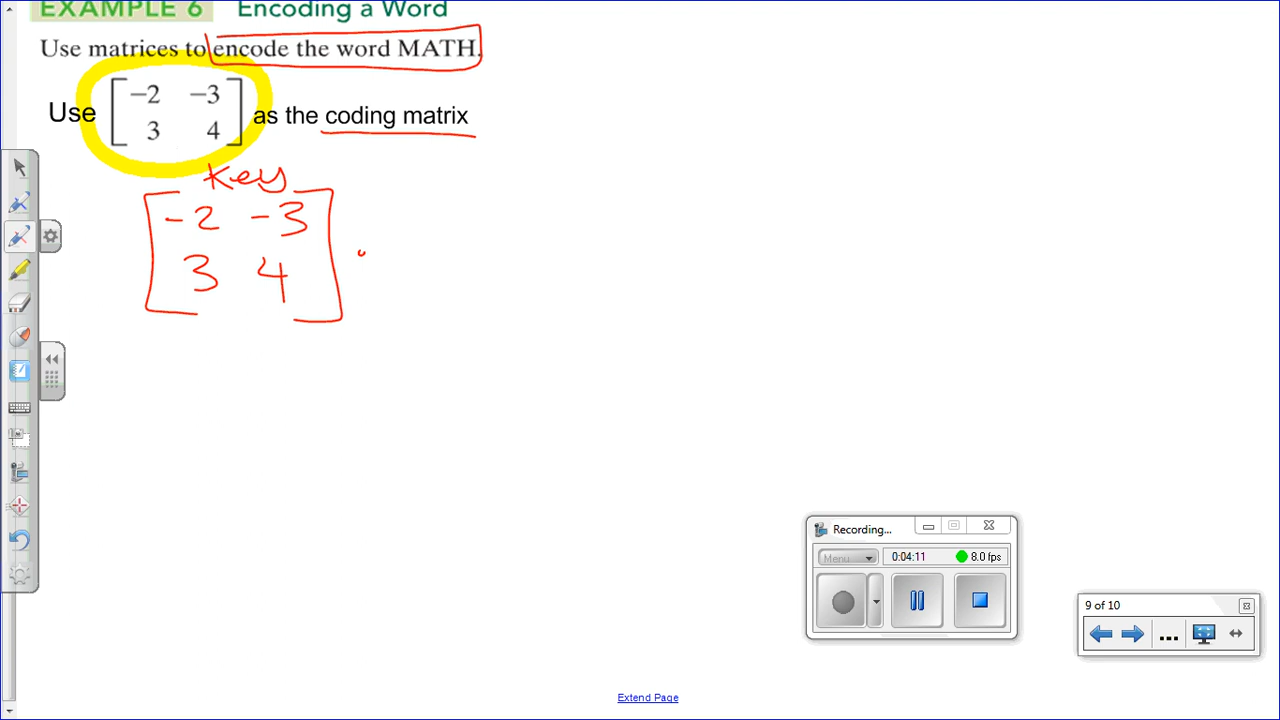 EXAMPLE 6 Encoding a Word
Use matrices to encode the word MATH.
Use [ −2 −3 ] as the coding matrix
3 4
Key
-2 -3
3 4
.
Recording...
Menu 0:04:11 8.0 fps
9 of 10
...
Extend Page